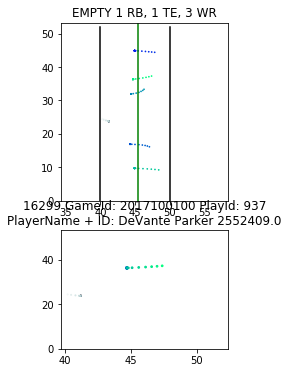 EMPTY 1 RB, 1 TE, 3 WR
50
40
30
20
10
0
35 40 45 50 55
16299 GameId: 2017100100 PlayId: 937
PlayerName + ID: DeVante Parker 2552409.0
40
20
0
40 45 50